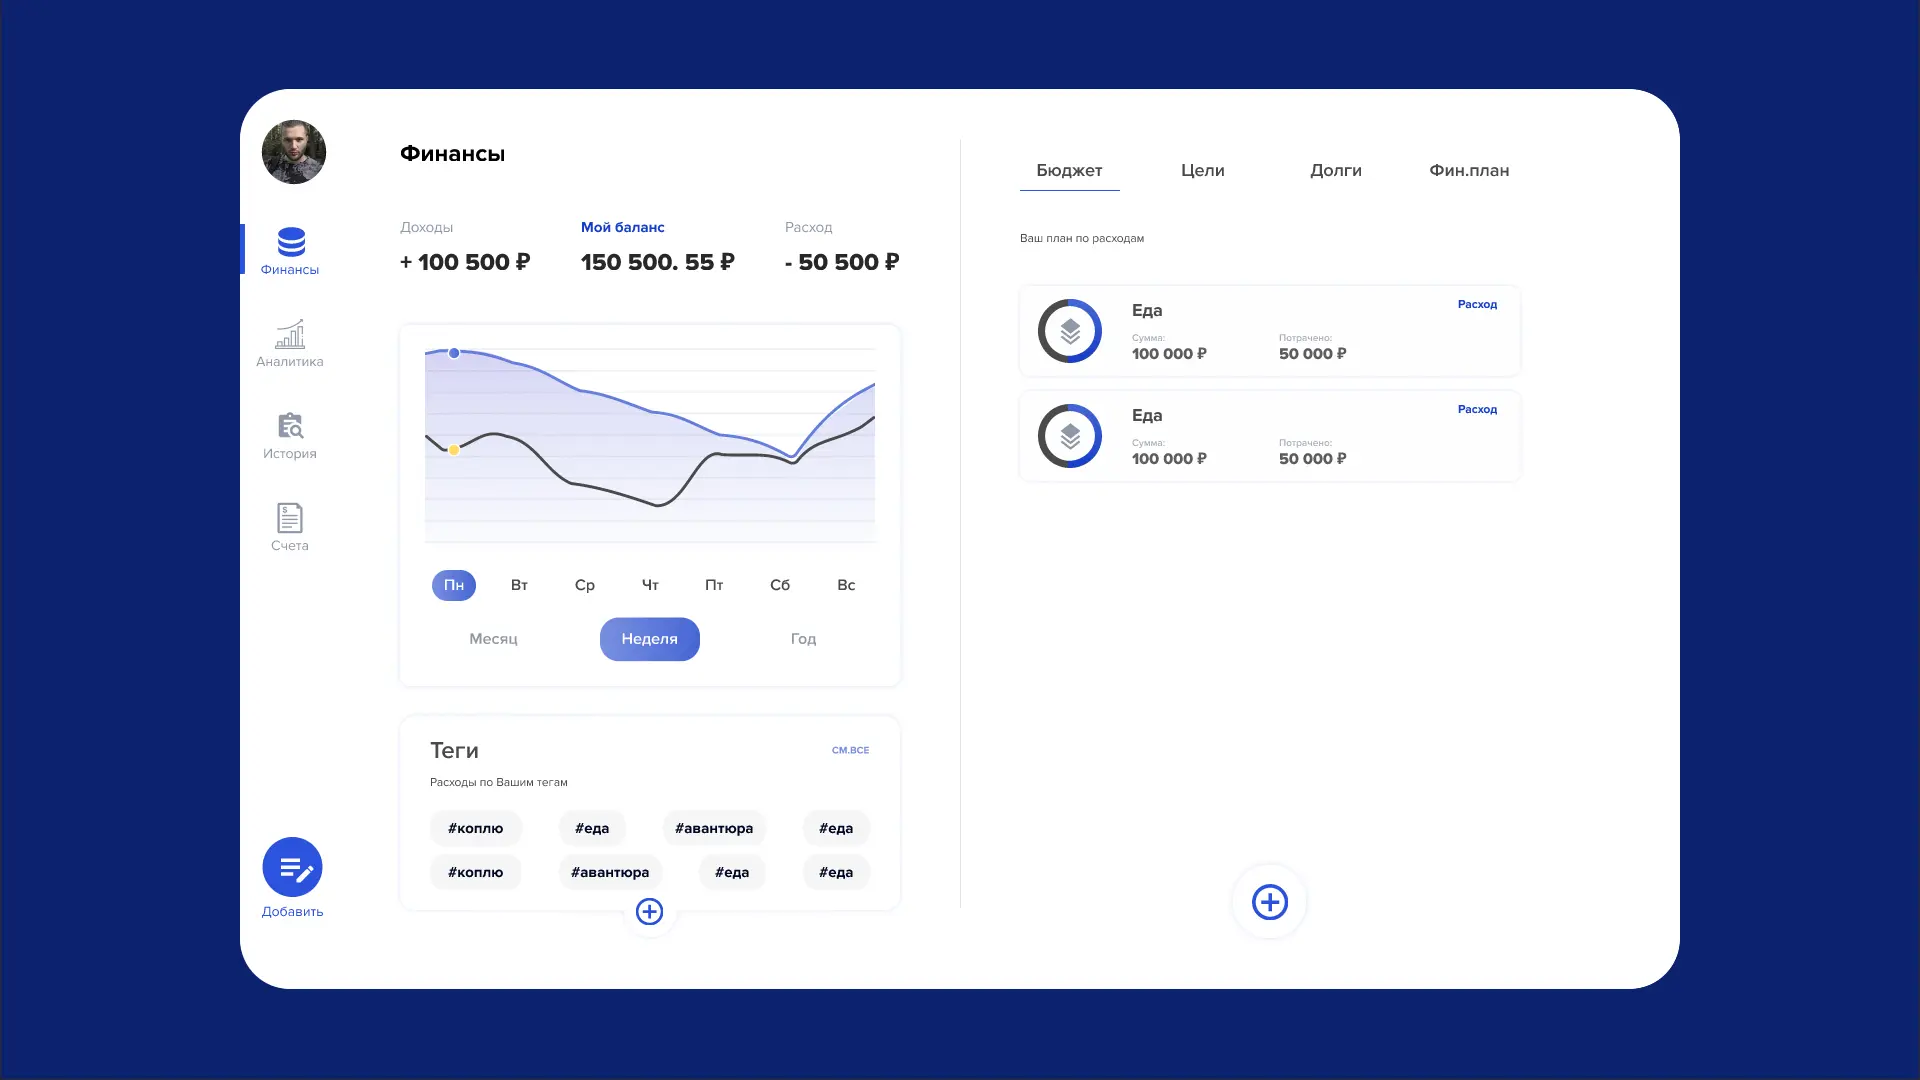 Финансы
Аналитика
История
Счета
Добавить
Финансы
Доходы
+ 100 500 ₽
Мой баланс
150 500. 55 ₽
Расход
- 50 500 ₽
Пн Вт Ср Чт Пт Сб Вс
Месяц Неделя Год
Теги
СМ.ВСЕ
Расходы по Вашим тегам
#коплю #еда #авантюра #еда
#коплю #авантюра #еда #еда
Бюджет Цели Долги Фин.план
Ваш план по расходам
Еда
Расход
Сумма: Потрачено:
100 000 ₽ 50 000 ₽
Еда
Расход
Сумма: Потрачено:
100 000 ₽ 50 000 ₽